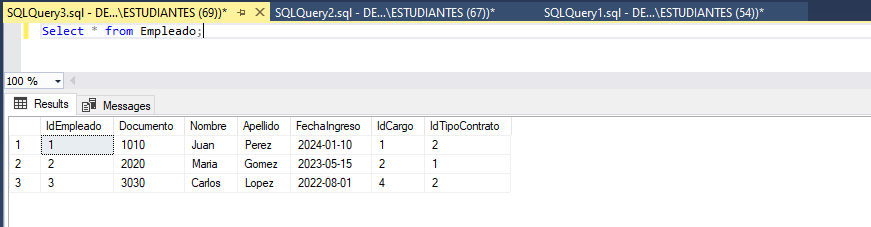 SQLQuery3.sql - DE...\ESTUDIANTES (69))* SQLQuery2.sql - DE...\ESTUDIANTES (67))* SQLQuery1.sql - DE...\ESTUDIANTES (54))*
Select * from Empleado;
100 %
Results Messages
IdEmpleado Documento Nombre Apellido FechaIngreso IdCargo IdTipoContrato
1 1 1010 Juan Perez 2024-01-10 1 2
2 2 2020 Maria Gomez 2023-05-15 2 1
3 3 3030 Carlos Lopez 2022-08-01 4 2